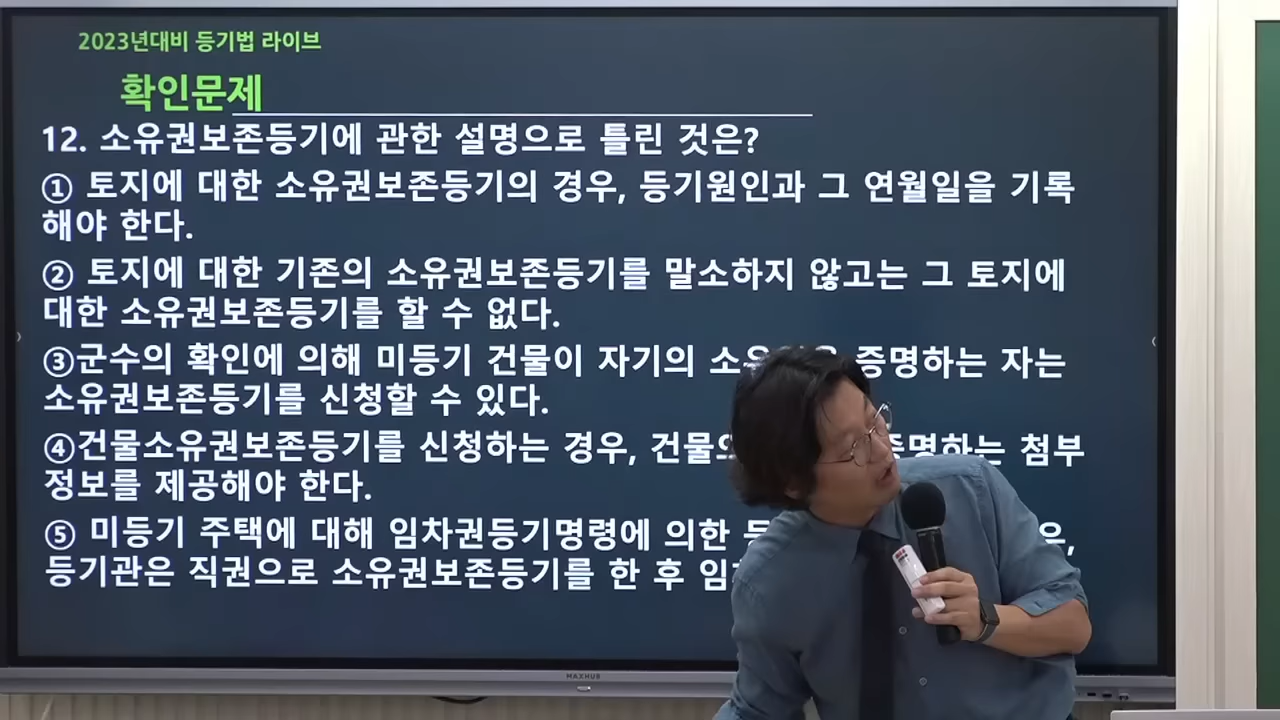 2023년대비 등기법 라이브
확인문제
12. 소유권보존등기에 관한 설명으로 틀린 것은?
① 토지에 대한 소유권보존등기의 경우, 등기원인과 그 연월일을 기록
해야 한다.
② 토지에 대한 기존의 소유권보존등기를 말소하지 않고는 그 토지에
대한 소유권보존등기를 할 수 없다.
③군수의 확인에 의해 미등기 건물이 자기의 증명하는 자는
소유권보존등기를 신청할 수 있다.
④건물소유권보존등기를 신청하는 경우, 증명하는 첨부
정보를 제공해야 한다.
⑤ 미등기 주택에 대해 임차권등기명령에 의한
등기관은 직권으로 소유권보존등기를 한 후
MAXHUB